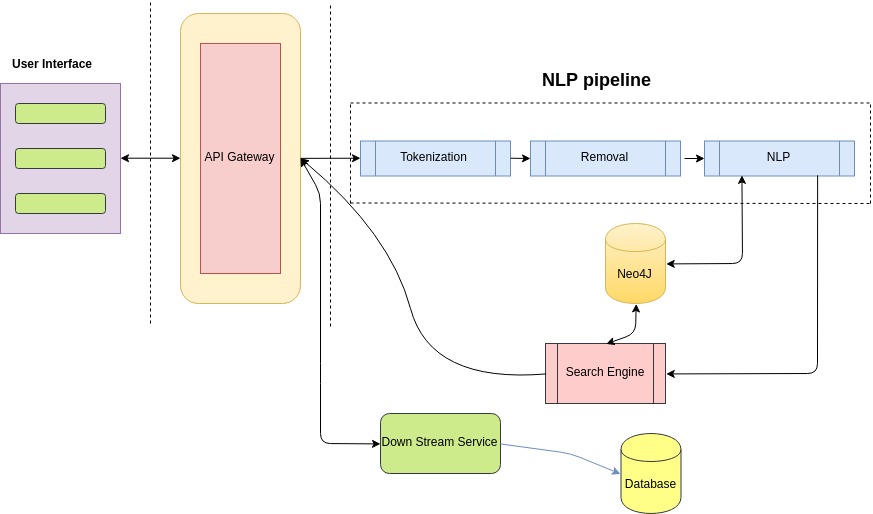 NLP pipeline
User Interface
API Gateway
Tokenization
Removal
NLP
Neo4J
Search Engine
Down Stream Service
Database